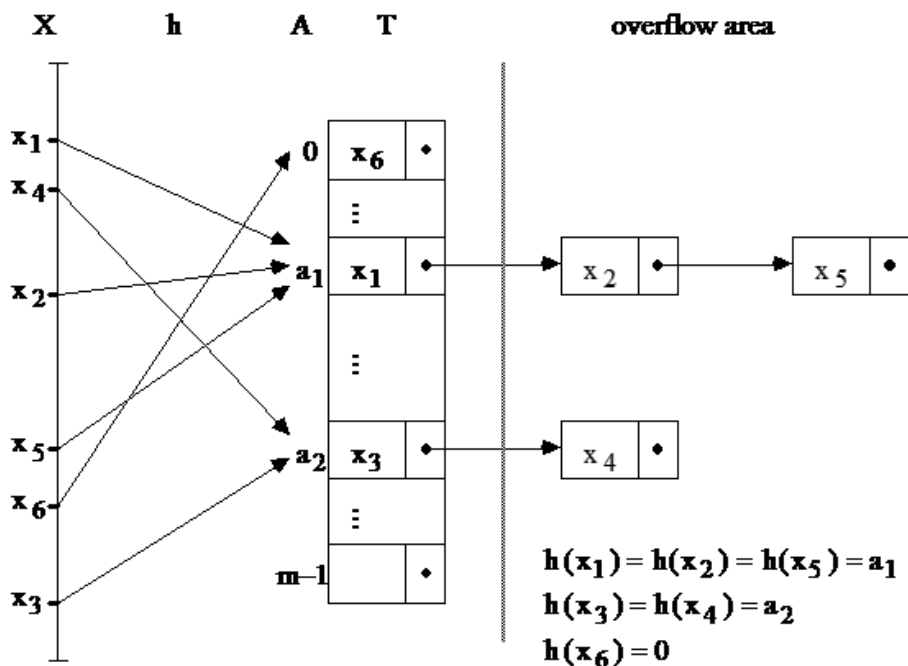 X h A T overflow area
x1
x4
x2
x5
x6
x3
0 x6
⋮
a1 x1 x2 x5
⋮
a2 x3 x4
⋮
m–1
h(x1) = h(x2) = h(x5) = a1
h(x3) = h(x4) = a2
h(x6) = 0